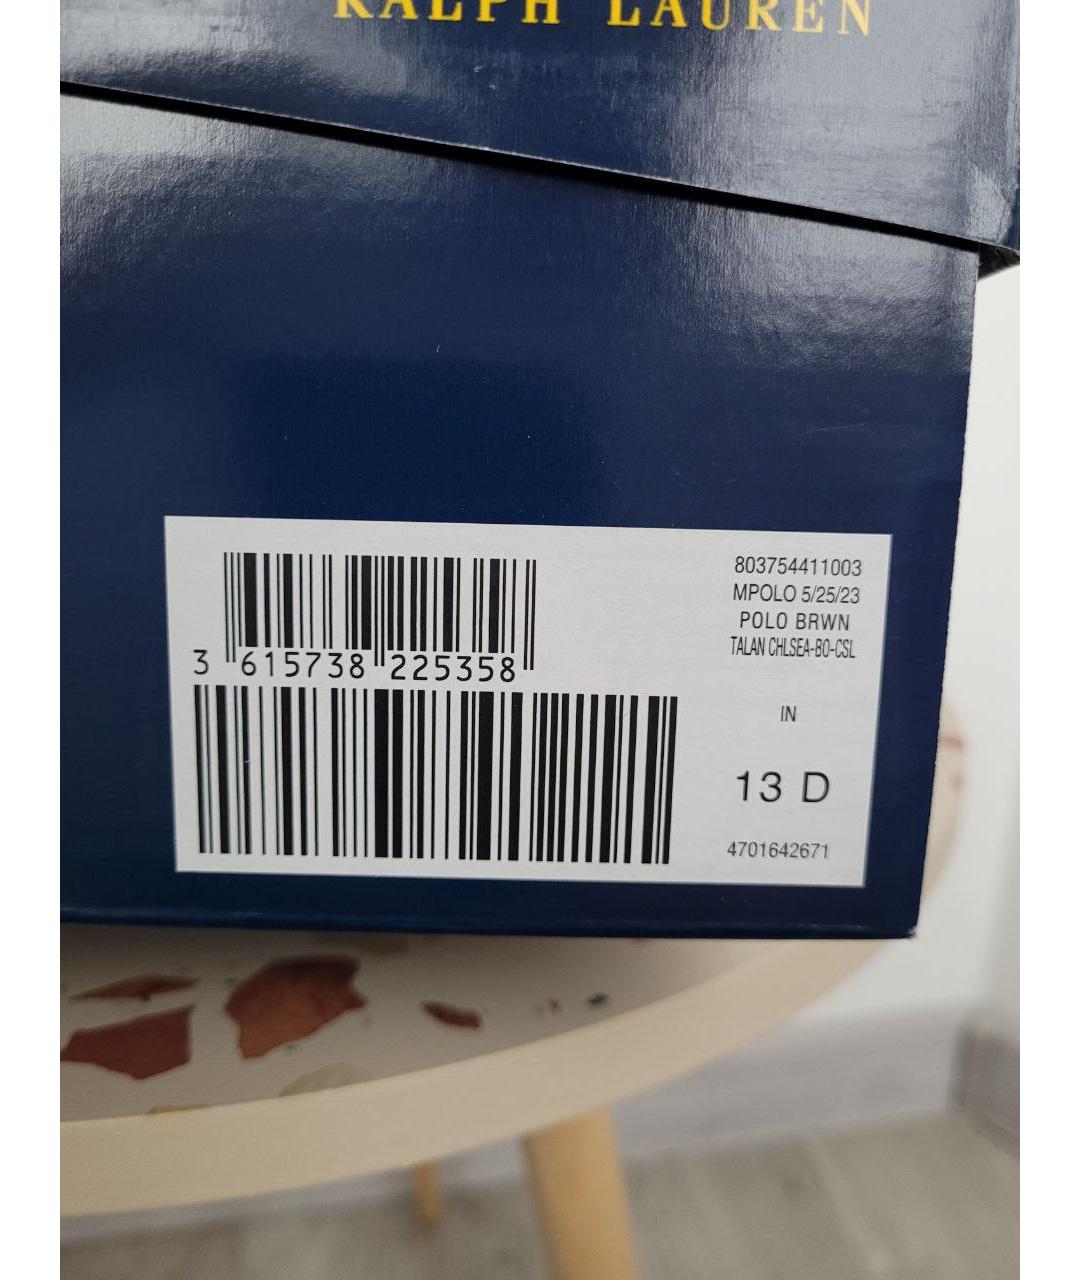 RALPH LAUREN
803754411003
MPOLO 5/25/23
POLO BRWN
TALAN CHLSEA-BO-CSL
3 615738 225358
IN
13 D
4701642671